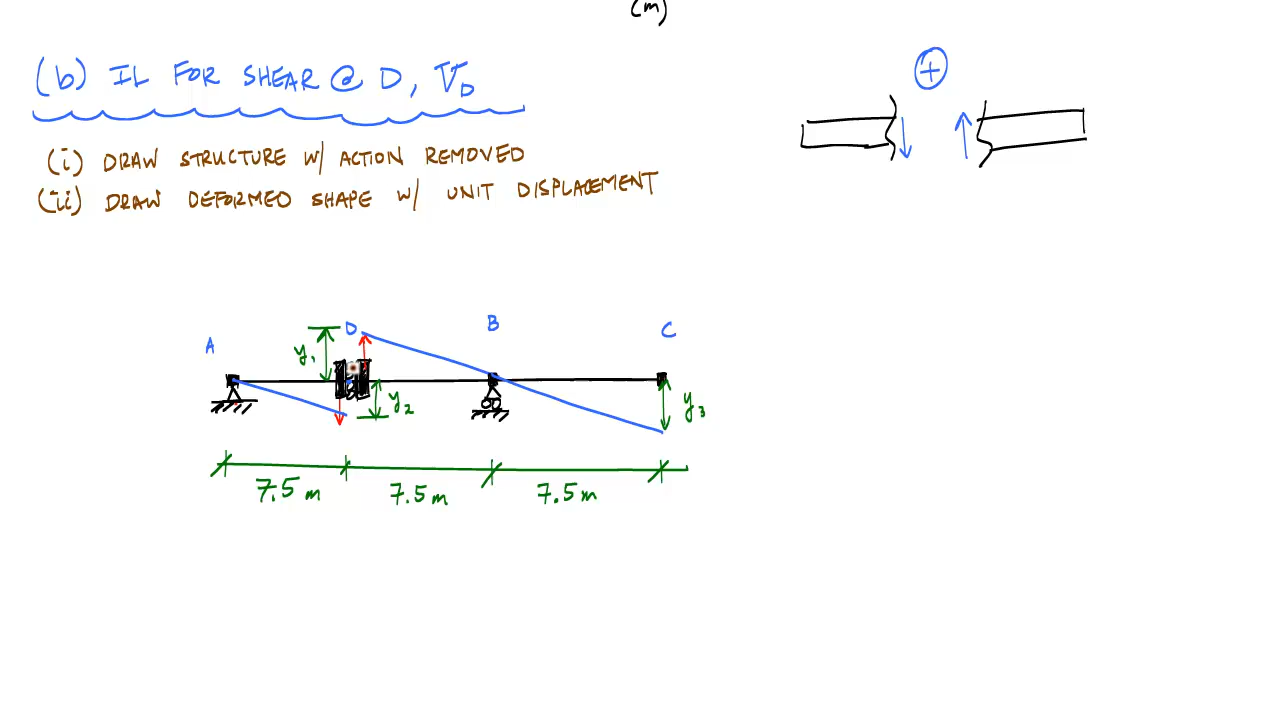 (m)
(b) IL FOR SHEAR @ D, V_D
+
(i) DRAW STRUCTURE W/ ACTION REMOVED
(ii) DRAW DEFORMED SHAPE W/ UNIT DISPLACEMENT
A D B C
y₁
y₂ y₃
7.5 m 7.5 m 7.5 m